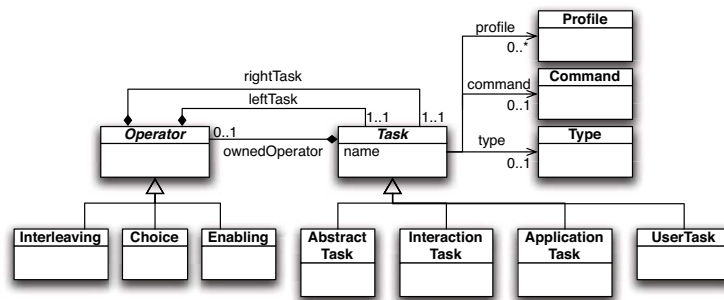 Profile
profile
0..*
rightTask
command
Command
0..1
leftTask
1..1
1..1
Operator
0..1
Task
type
Type
ownedOperator
name
0..1
Interleaving
Choice
Enabling
Abstract
Task
Interaction
Task
Application
Task
UserTask